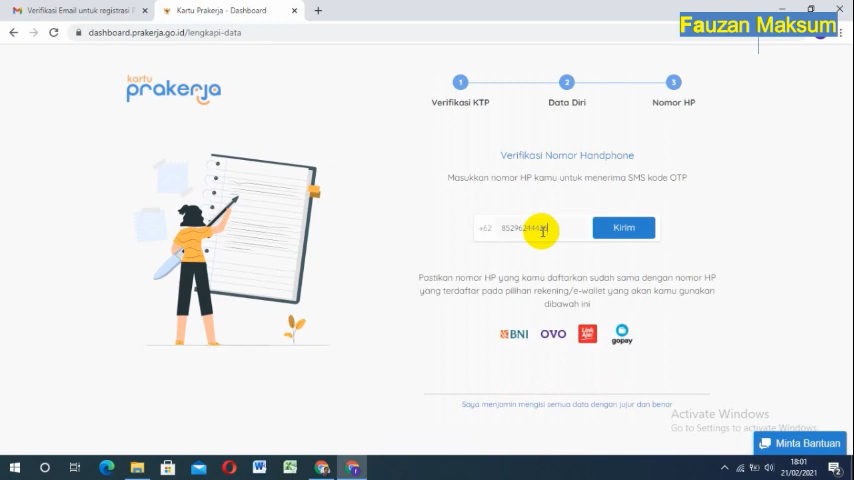 Verifikasi Email untuk registrasi P
Kartu Prakerja - Dashboard
Fauzan Maksum
dashboard.prakerja.go.id/lengkapi-data
kartu
prakerja
1
2
3
Verifikasi KTP
Data Diri
Nomor HP
Verifikasi Nomor Handphone
Masukkan nomor HP kamu untuk menerima SMS kode OTP
+62
Kirim
Pastikan nomor HP yang kamu daftarkan sudah sama dengan nomor HP
yang terdaftar pada pilihan rekening/e-wallet yang akan kamu gunakan
dibawah ini
BNI
OVO
Link
Aja!
gopay
Saya menjamin mengisi semua data dengan jujur dan benar
Activate Windows
Go to Settings to activate Windows.
Minta Bantuan
18:01
21/02/2021
2